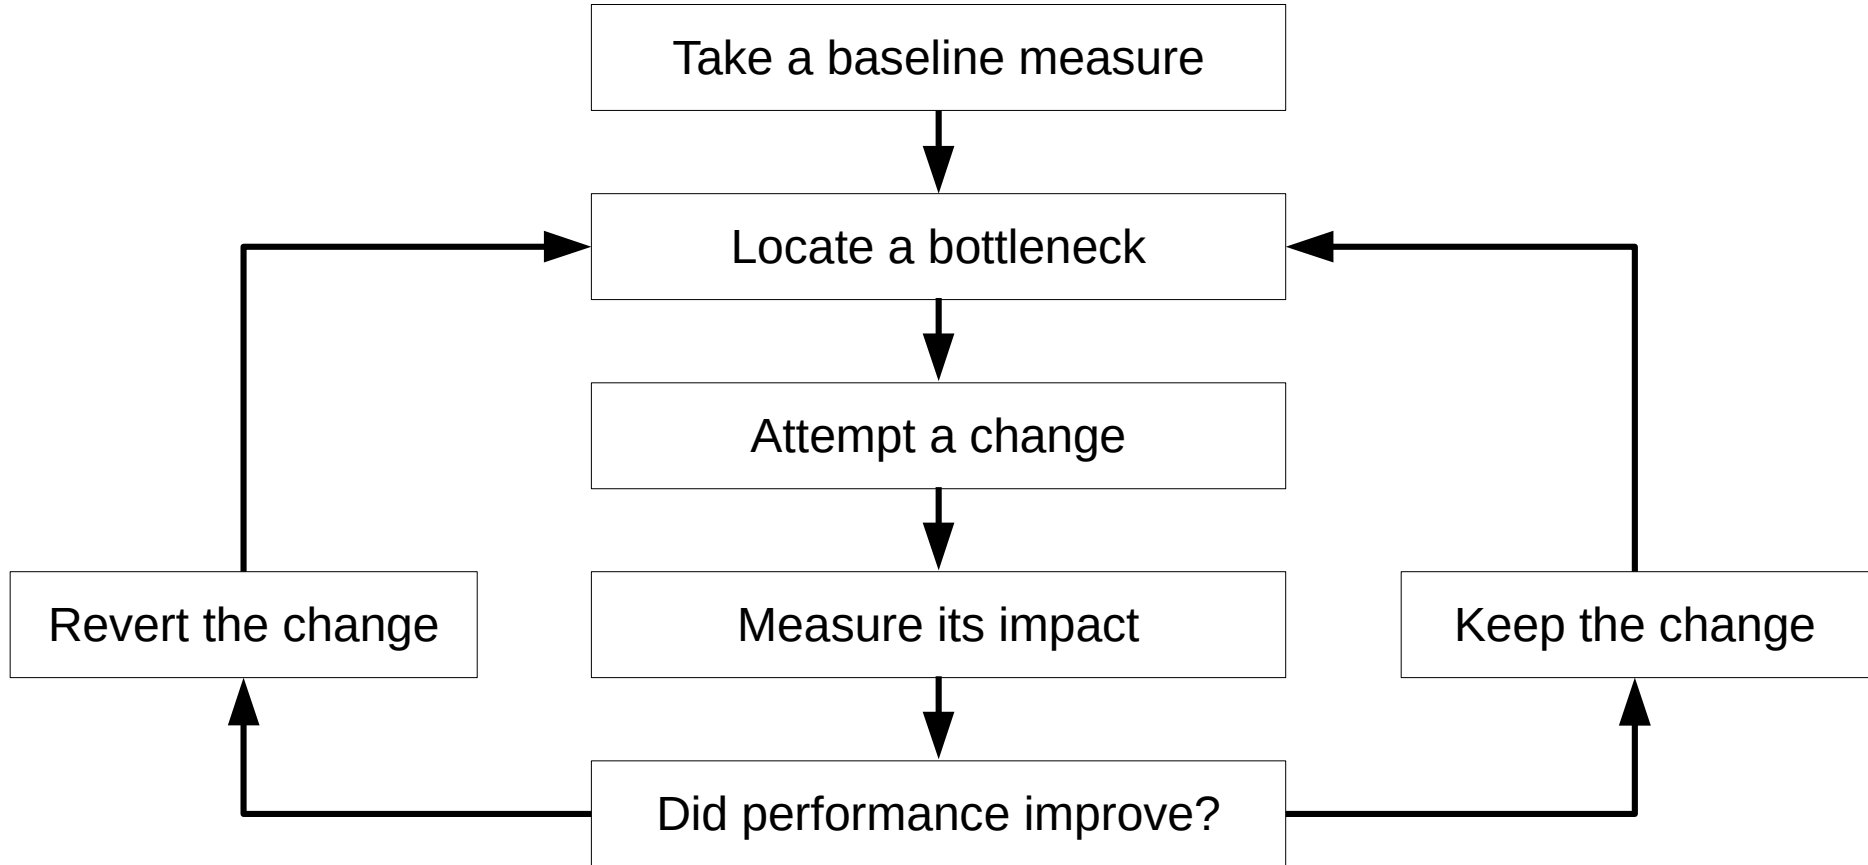 Take a baseline measure
Locate a bottleneck
Attempt a change
Revert the change
Measure its impact
Keep the change
Did performance improve?